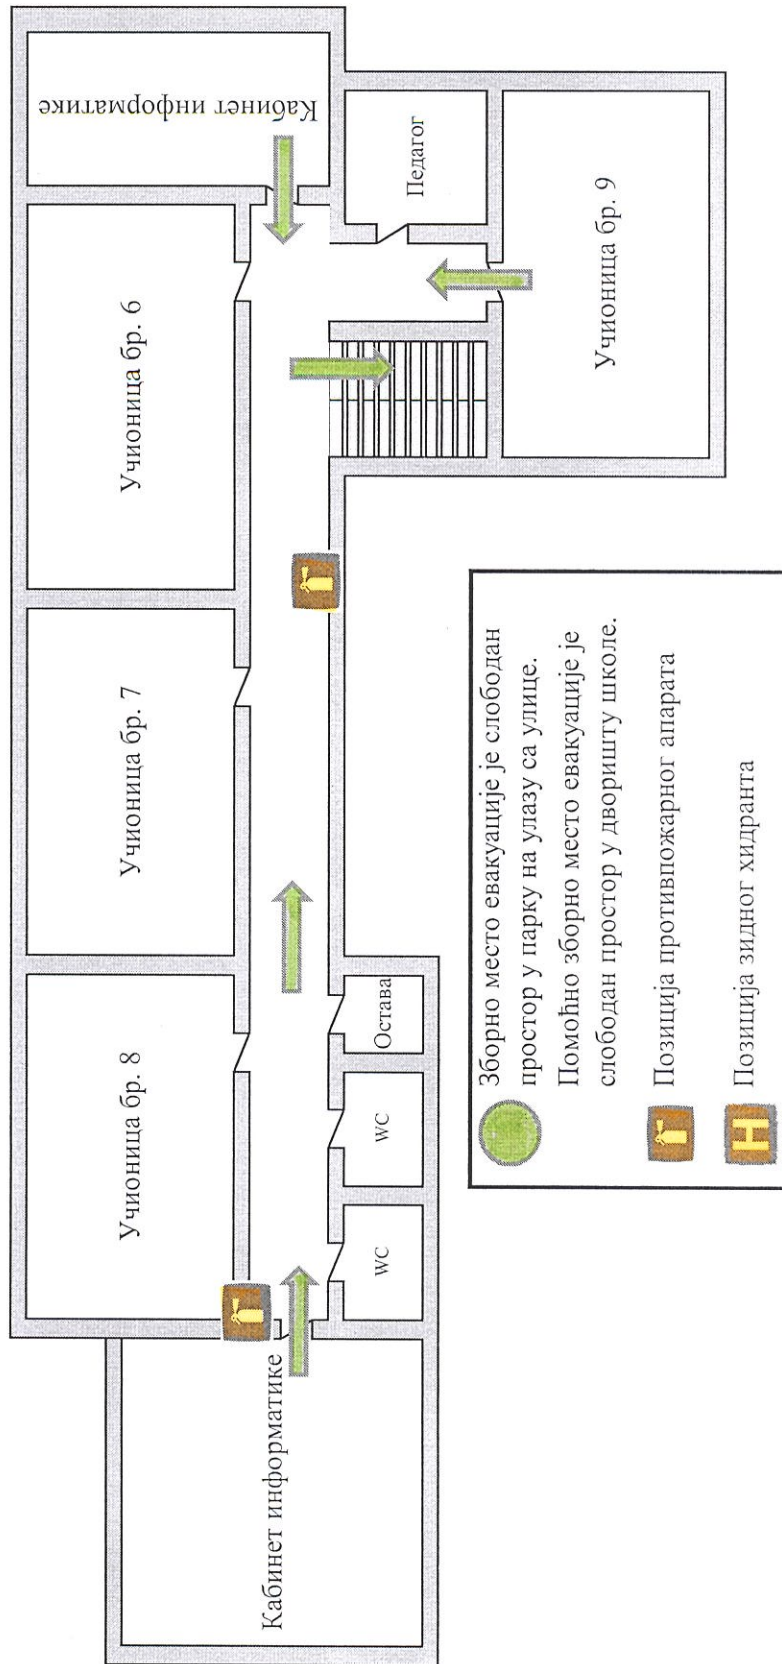 Кабинет информатике
Учионица бр. 6
Учионица бр. 7
Учионица бр. 8
Кабинет информатике
Педагог
Учионица бр. 9
Остава
WC
WC
Зборно место евакуације је слободан
простор у парку на улазу са улице.
Помоћно зборно место евакуације је
слободан простор у дворишту школе.
Позиција противпожарног апарата
H
Позиција зидног хидранта